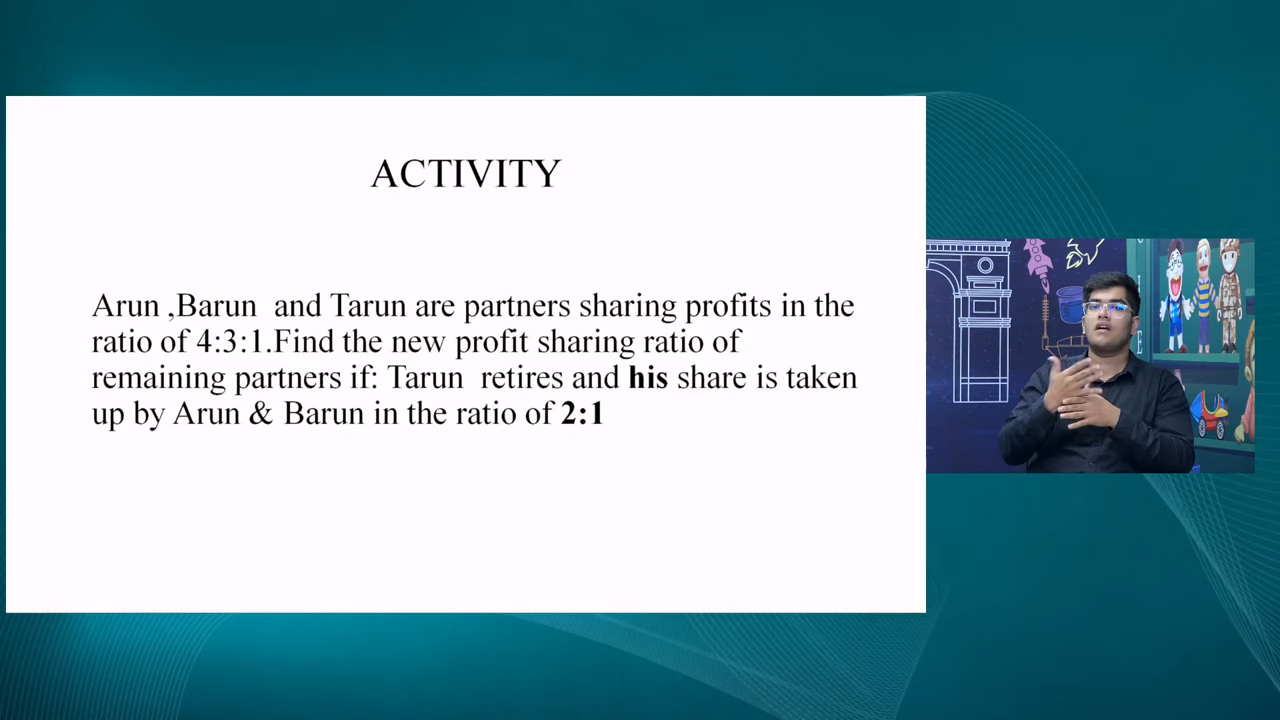 ACTIVITY
Arun ,Barun and Tarun are partners sharing profits in the
ratio of 4:3:1.Find the new profit sharing ratio of
remaining partners if: Tarun retires and his share is taken
up by Arun & Barun in the ratio of 2:1